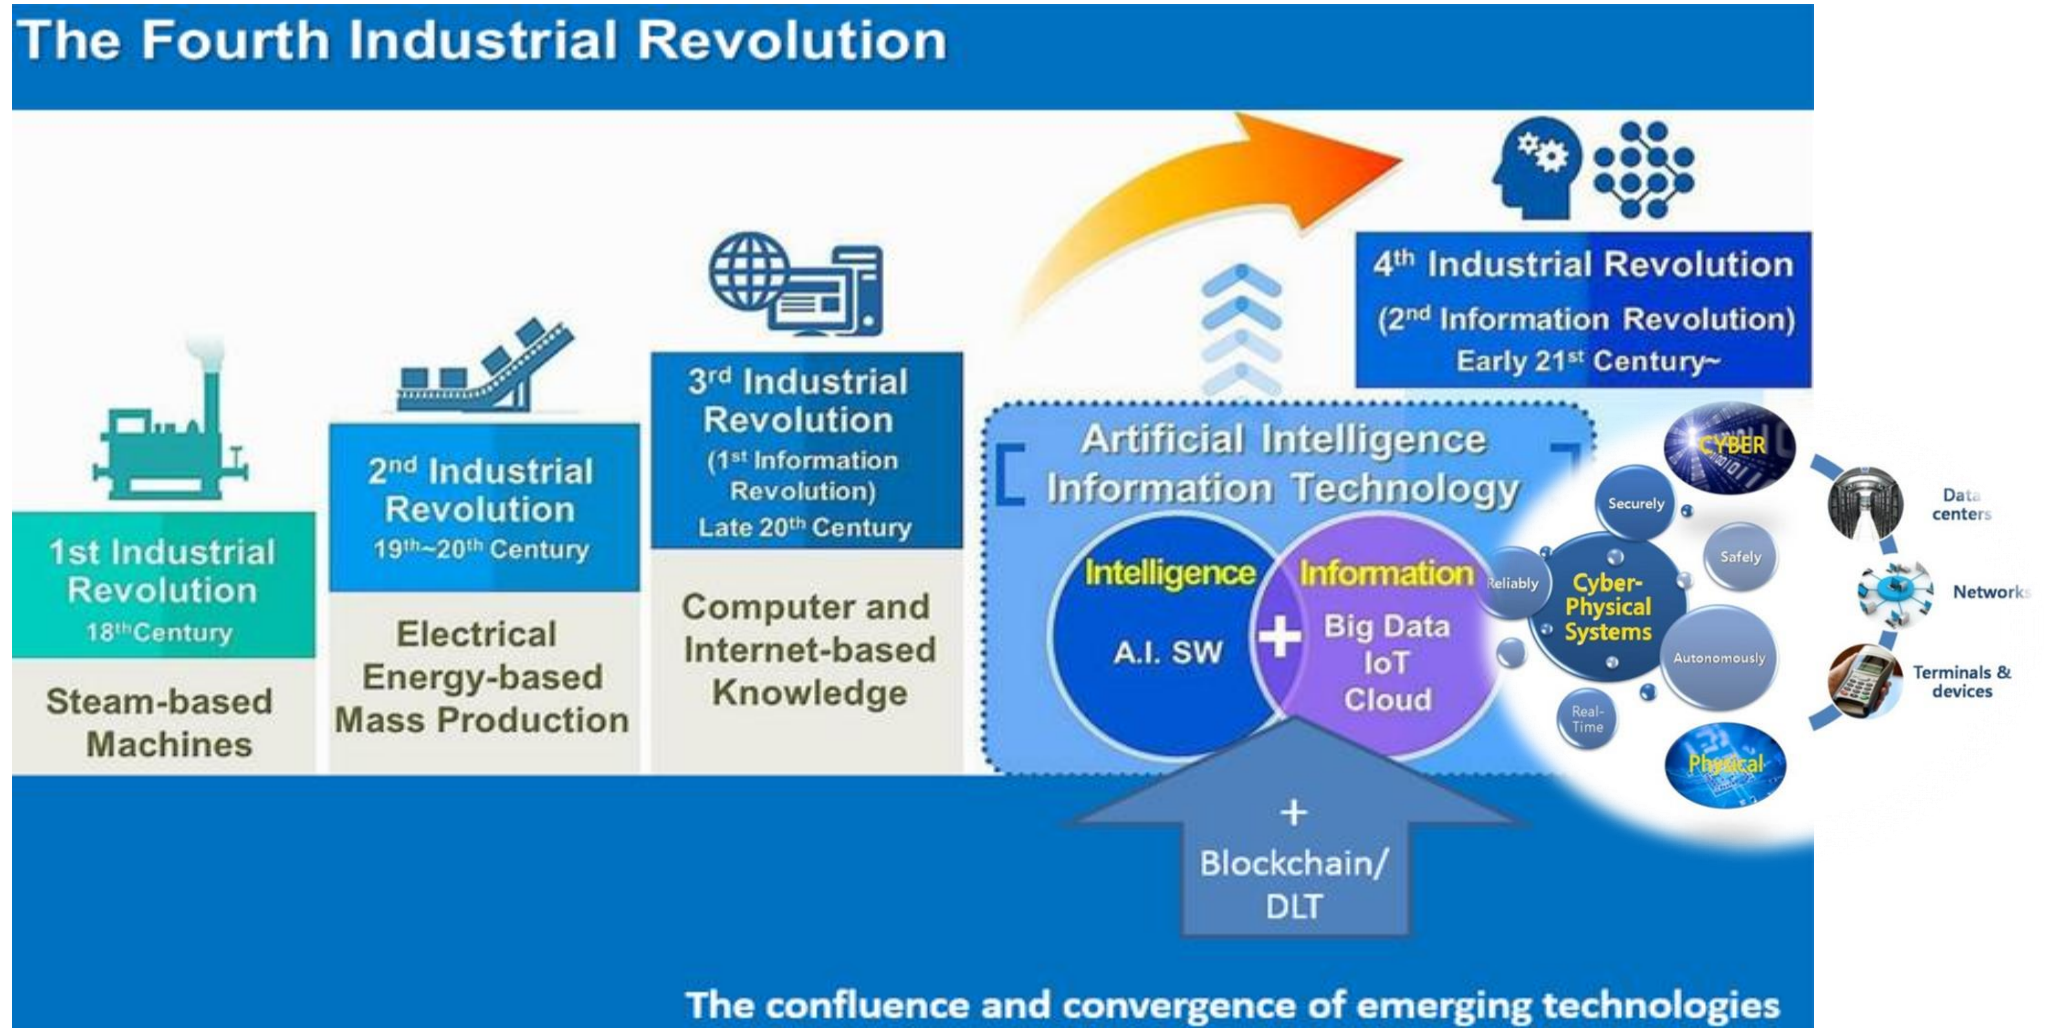 The Fourth Industrial Revolution
1st Industrial
Revolution
18thCentury
Steam-based
Machines
2nd Industrial
Revolution
19th~20th Century
Electrical
Energy-based
Mass Production
3rd Industrial
Revolution
(1st Information
Revolution)
Late 20th Century
Computer and
Internet-based
Knowledge
4th Industrial Revolution
(2nd Information Revolution)
Early 21st Century~
Artificial Intelligence
Information Technology
Intelligence
A.I. SW
+
Information
Big Data
IoT
Cloud
+
Blockchain/
DLT
CYBER
Securely
Safely
Reliably
Cyber-
Physical
Systems
Autonomously
Real-
Time
Physical
Data
centers
Networks
Terminals &
devices
The confluence and convergence of emerging technologies